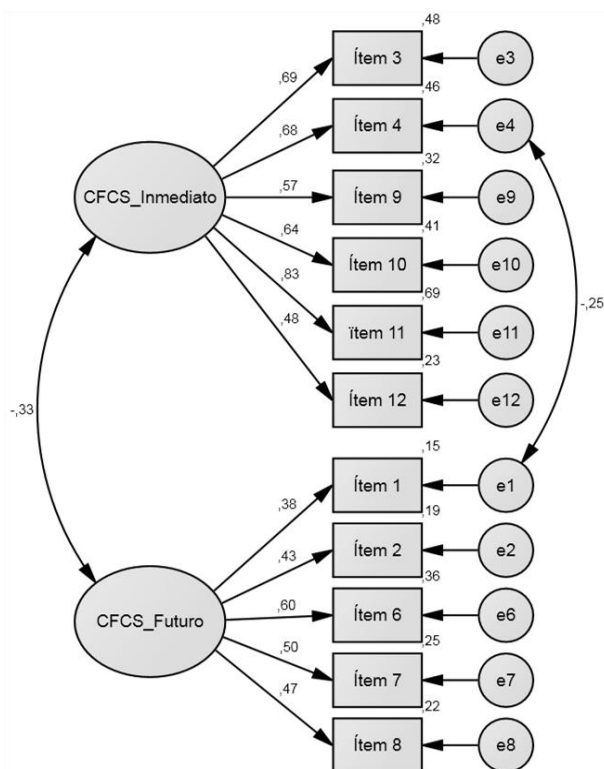 ,48
Ítem 3
e3
,69
,46
Ítem 4
e4
,68
,32
CFCS_Inmediato
Ítem 9
e9
,57
,41
Ítem 10
e10
,64
,69
ïtem 11
e11
,83
,23
Ítem 12
e12
,48
-,25
-,33
,15
Ítem 1
e1
,38
,19
Ítem 2
e2
,43
,36
CFCS_Futuro
Ítem 6
e6
,60
,25
Ítem 7
e7
,50
,22
Ítem 8
e8
,47